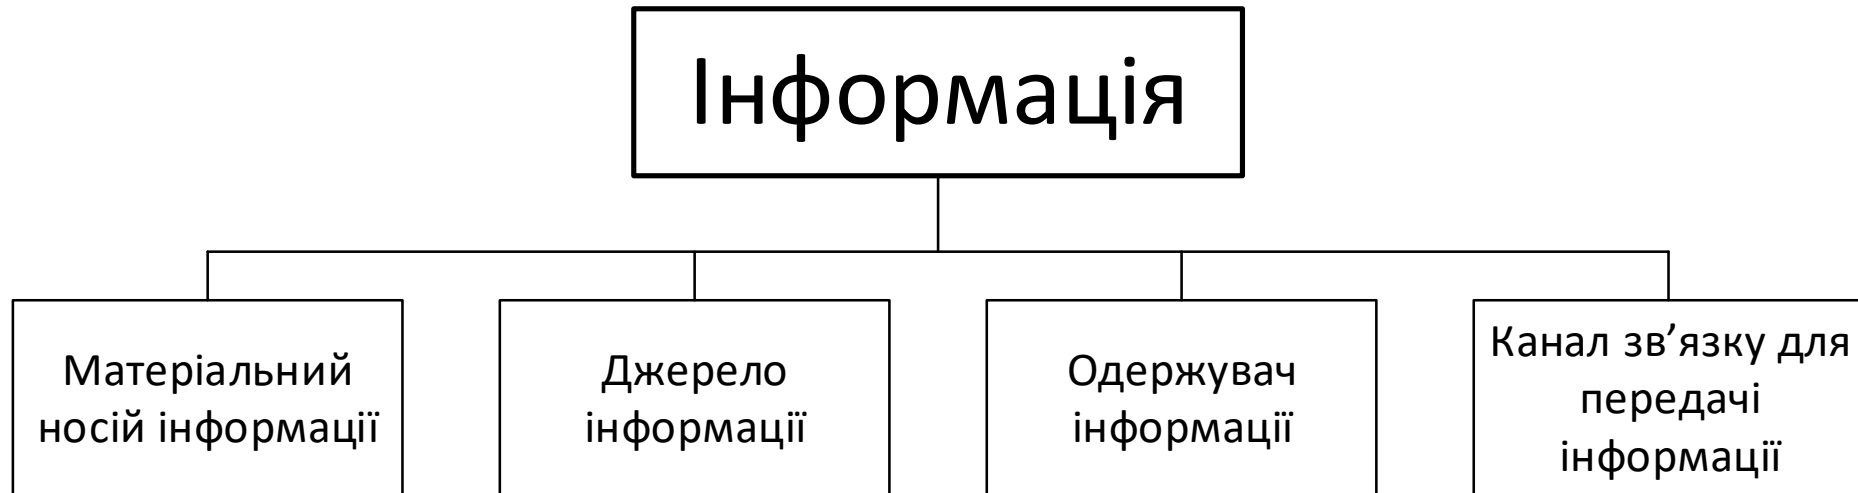 Інформація
Матеріальний
носій інформації
Джерело
інформації
Одержувач
інформації
Канал зв’язку для
передачі
інформації